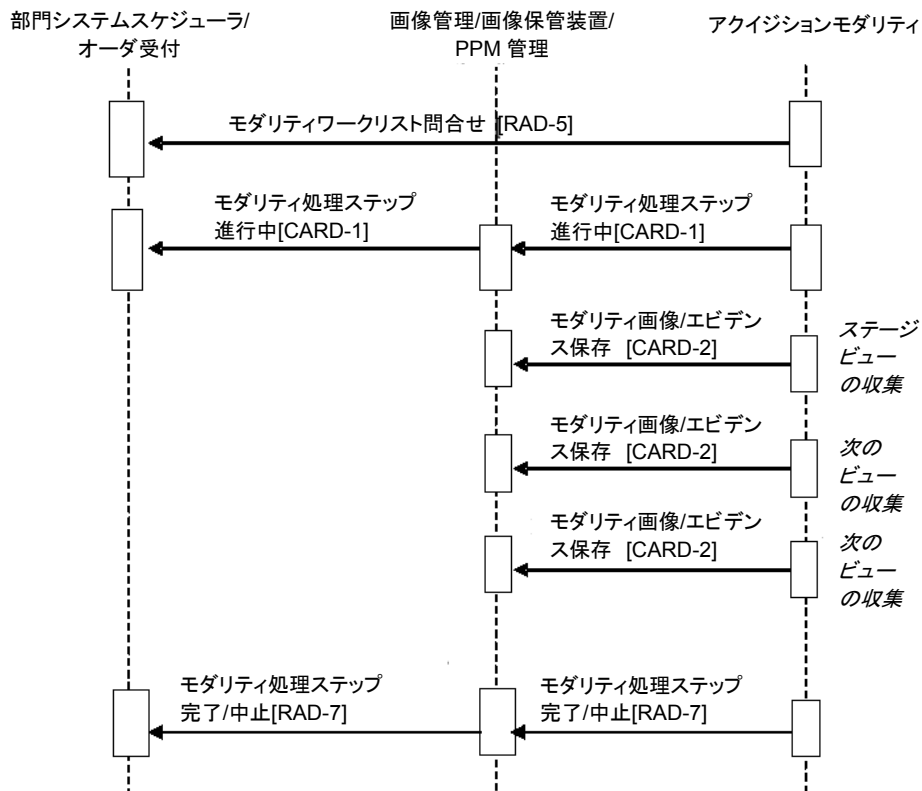 部門システムスケジューラ/
オーダ受付
画像管理/画像保管装置/
PPM 管理
アクイジションモダリティ
モダリティワークリスト問合せ [RAD-5]
モダリティ処理ステップ
進行中[CARD-1]
モダリティ処理ステップ
進行中[CARD-1]
モダリティ画像/エビデン
ス保存 [CARD-2]
ステージ
ビュー
の収集
モダリティ画像/エビデン
ス保存 [CARD-2]
次の
ビュー
の収集
モダリティ画像/エビデン
ス保存 [CARD-2]
次の
ビュー
の収集
モダリティ処理ステップ
完了/中止[RAD-7]
モダリティ処理ステップ
完了/中止[RAD-7]